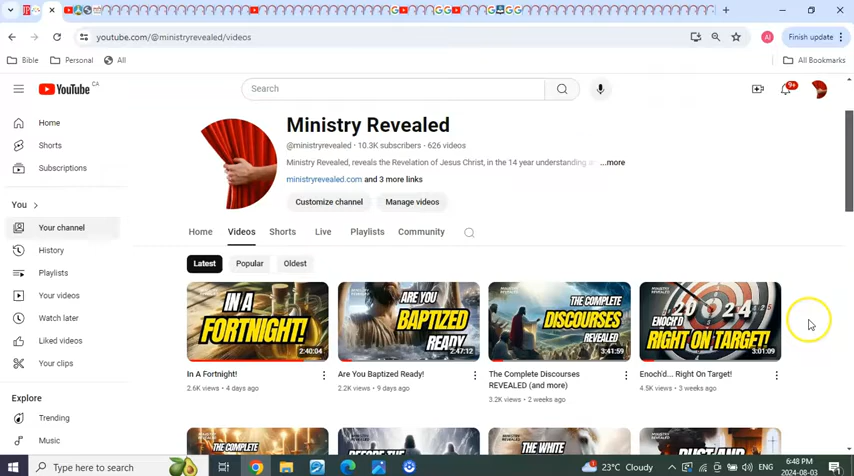 youtube.com/@ministryrevealed/videos
Finish update
Bible
Personal
All
All Bookmarks
YouTube CA
Search
9+
Home
Shorts
Subscriptions
You
Your channel
History
Playlists
Your videos
Watch later
Liked videos
Your clips
Explore
Trending
Music
Ministry Revealed
@ministryrevealed · 10.3K subscribers · 626 videos
Ministry Revealed, reveals the Revelation of Jesus Christ, in the 14 year understanding ...more
ministryrevealed.com and 3 more links
Customize channel
Manage videos
Home
Videos
Shorts
Live
Playlists
Community
Latest
Popular
Oldest
IN A
FORTNIGHT!
2:40:04
In A Fortnight!
2.6K views • 4 days ago
ARE YOU
BAPTIZED
READY
2:47:12
Are You Baptized Ready!
2.2K views • 9 days ago
THE COMPLETE
DISCOURSES
REVEALED
3:41:59
The Complete Discourses
REVEALED (and more)
3.2K views • 2 weeks ago
2024
ENOCH'D
RIGHT ON TARGET!
3:01:09
Enoch'd... Right On Target!
4.5K views • 3 weeks ago
THE COMPLETE
BEFORE THE
THE WHITE
DUST AND
Type here to search
23°C Cloudy
ENG
6:48 PM
2024-08-03